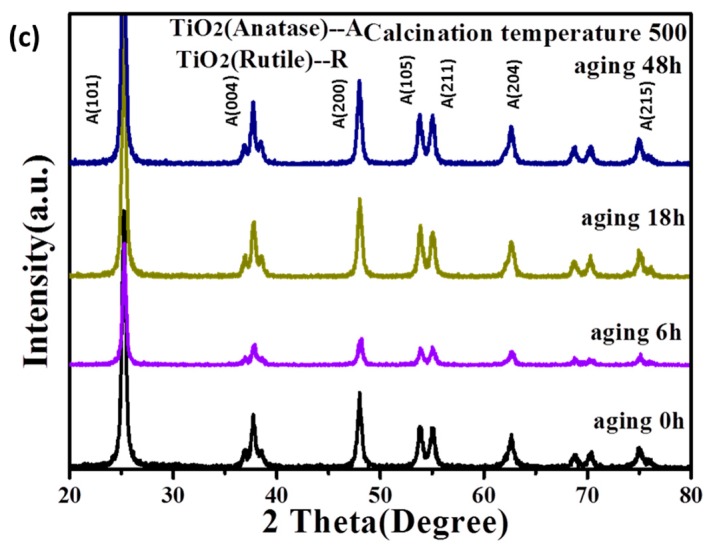 (c)
TiO2(Anatase)--A
Calcination temperature 500
TiO2(Rutile)--R
aging 48h
A(101)
A(004)
A(200)
A(105)
A(211)
A(204)
A(215)
aging 18h
aging 6h
aging 0h
Intensity(a.u.)
20 30 40 50 60 70 80
2 Theta(Degree)